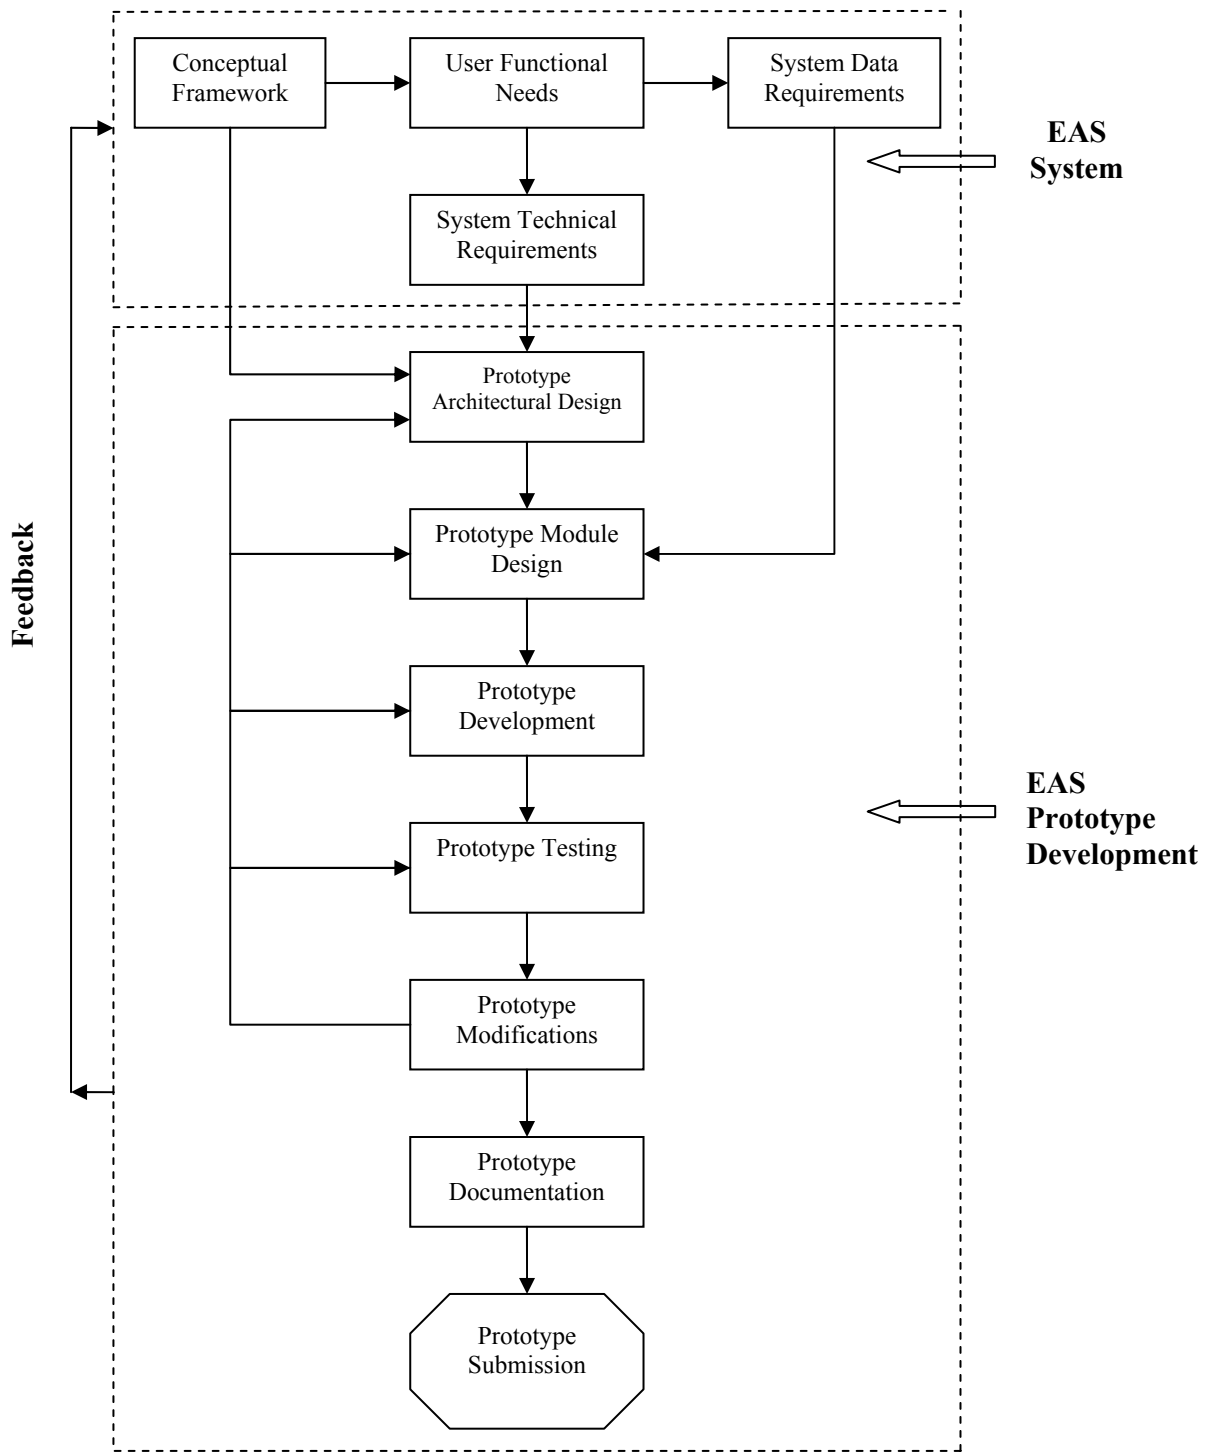 Conceptual
Framework
User Functional
Needs
System Data
Requirements
EAS
System
System Technical
Requirements
Prototype
Architectural Design
Prototype Module
Design
Feedback
Prototype
Development
EAS
Prototype
Development
Prototype Testing
Prototype
Modifications
Prototype
Documentation
Prototype
Submission